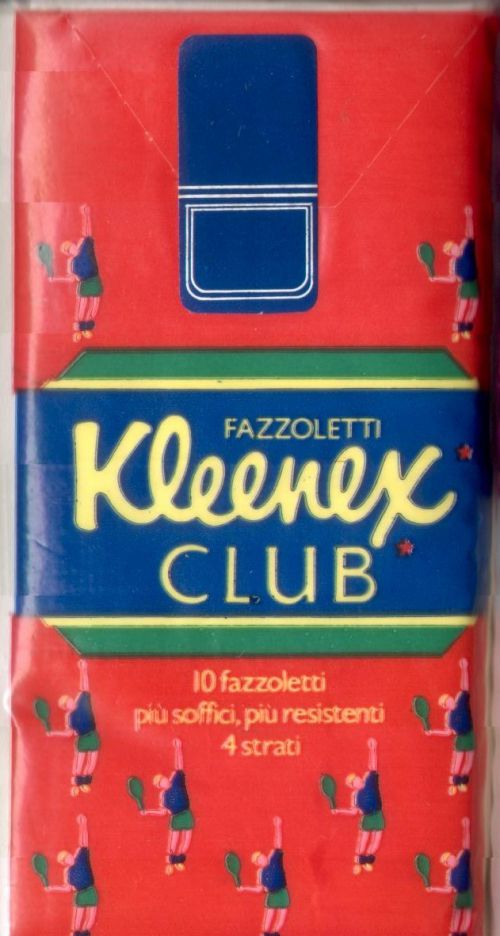 FAZZOLETTI
Kleenex
CLUB
10 fazzoletti
più soffici, più resistenti
4 strati